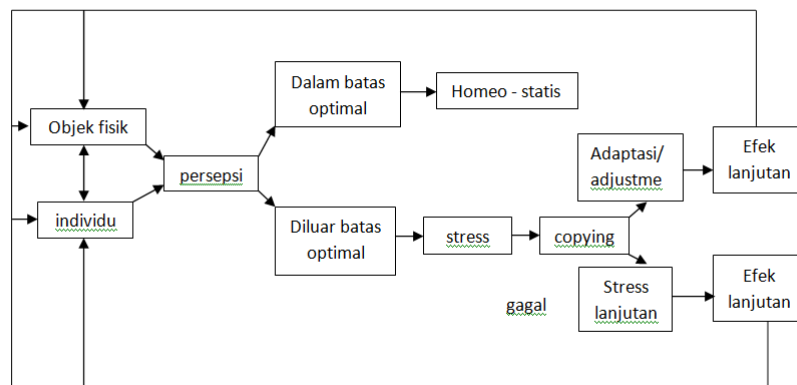 Objek fisik
individu
persepsi
Dalam batas
optimal
Homeo - statis
Diluar batas
optimal
stress
copying
Adaptasi/
adjustme
Efek
lanjutan
gagal
Stress
lanjutan
Efek
lanjutan